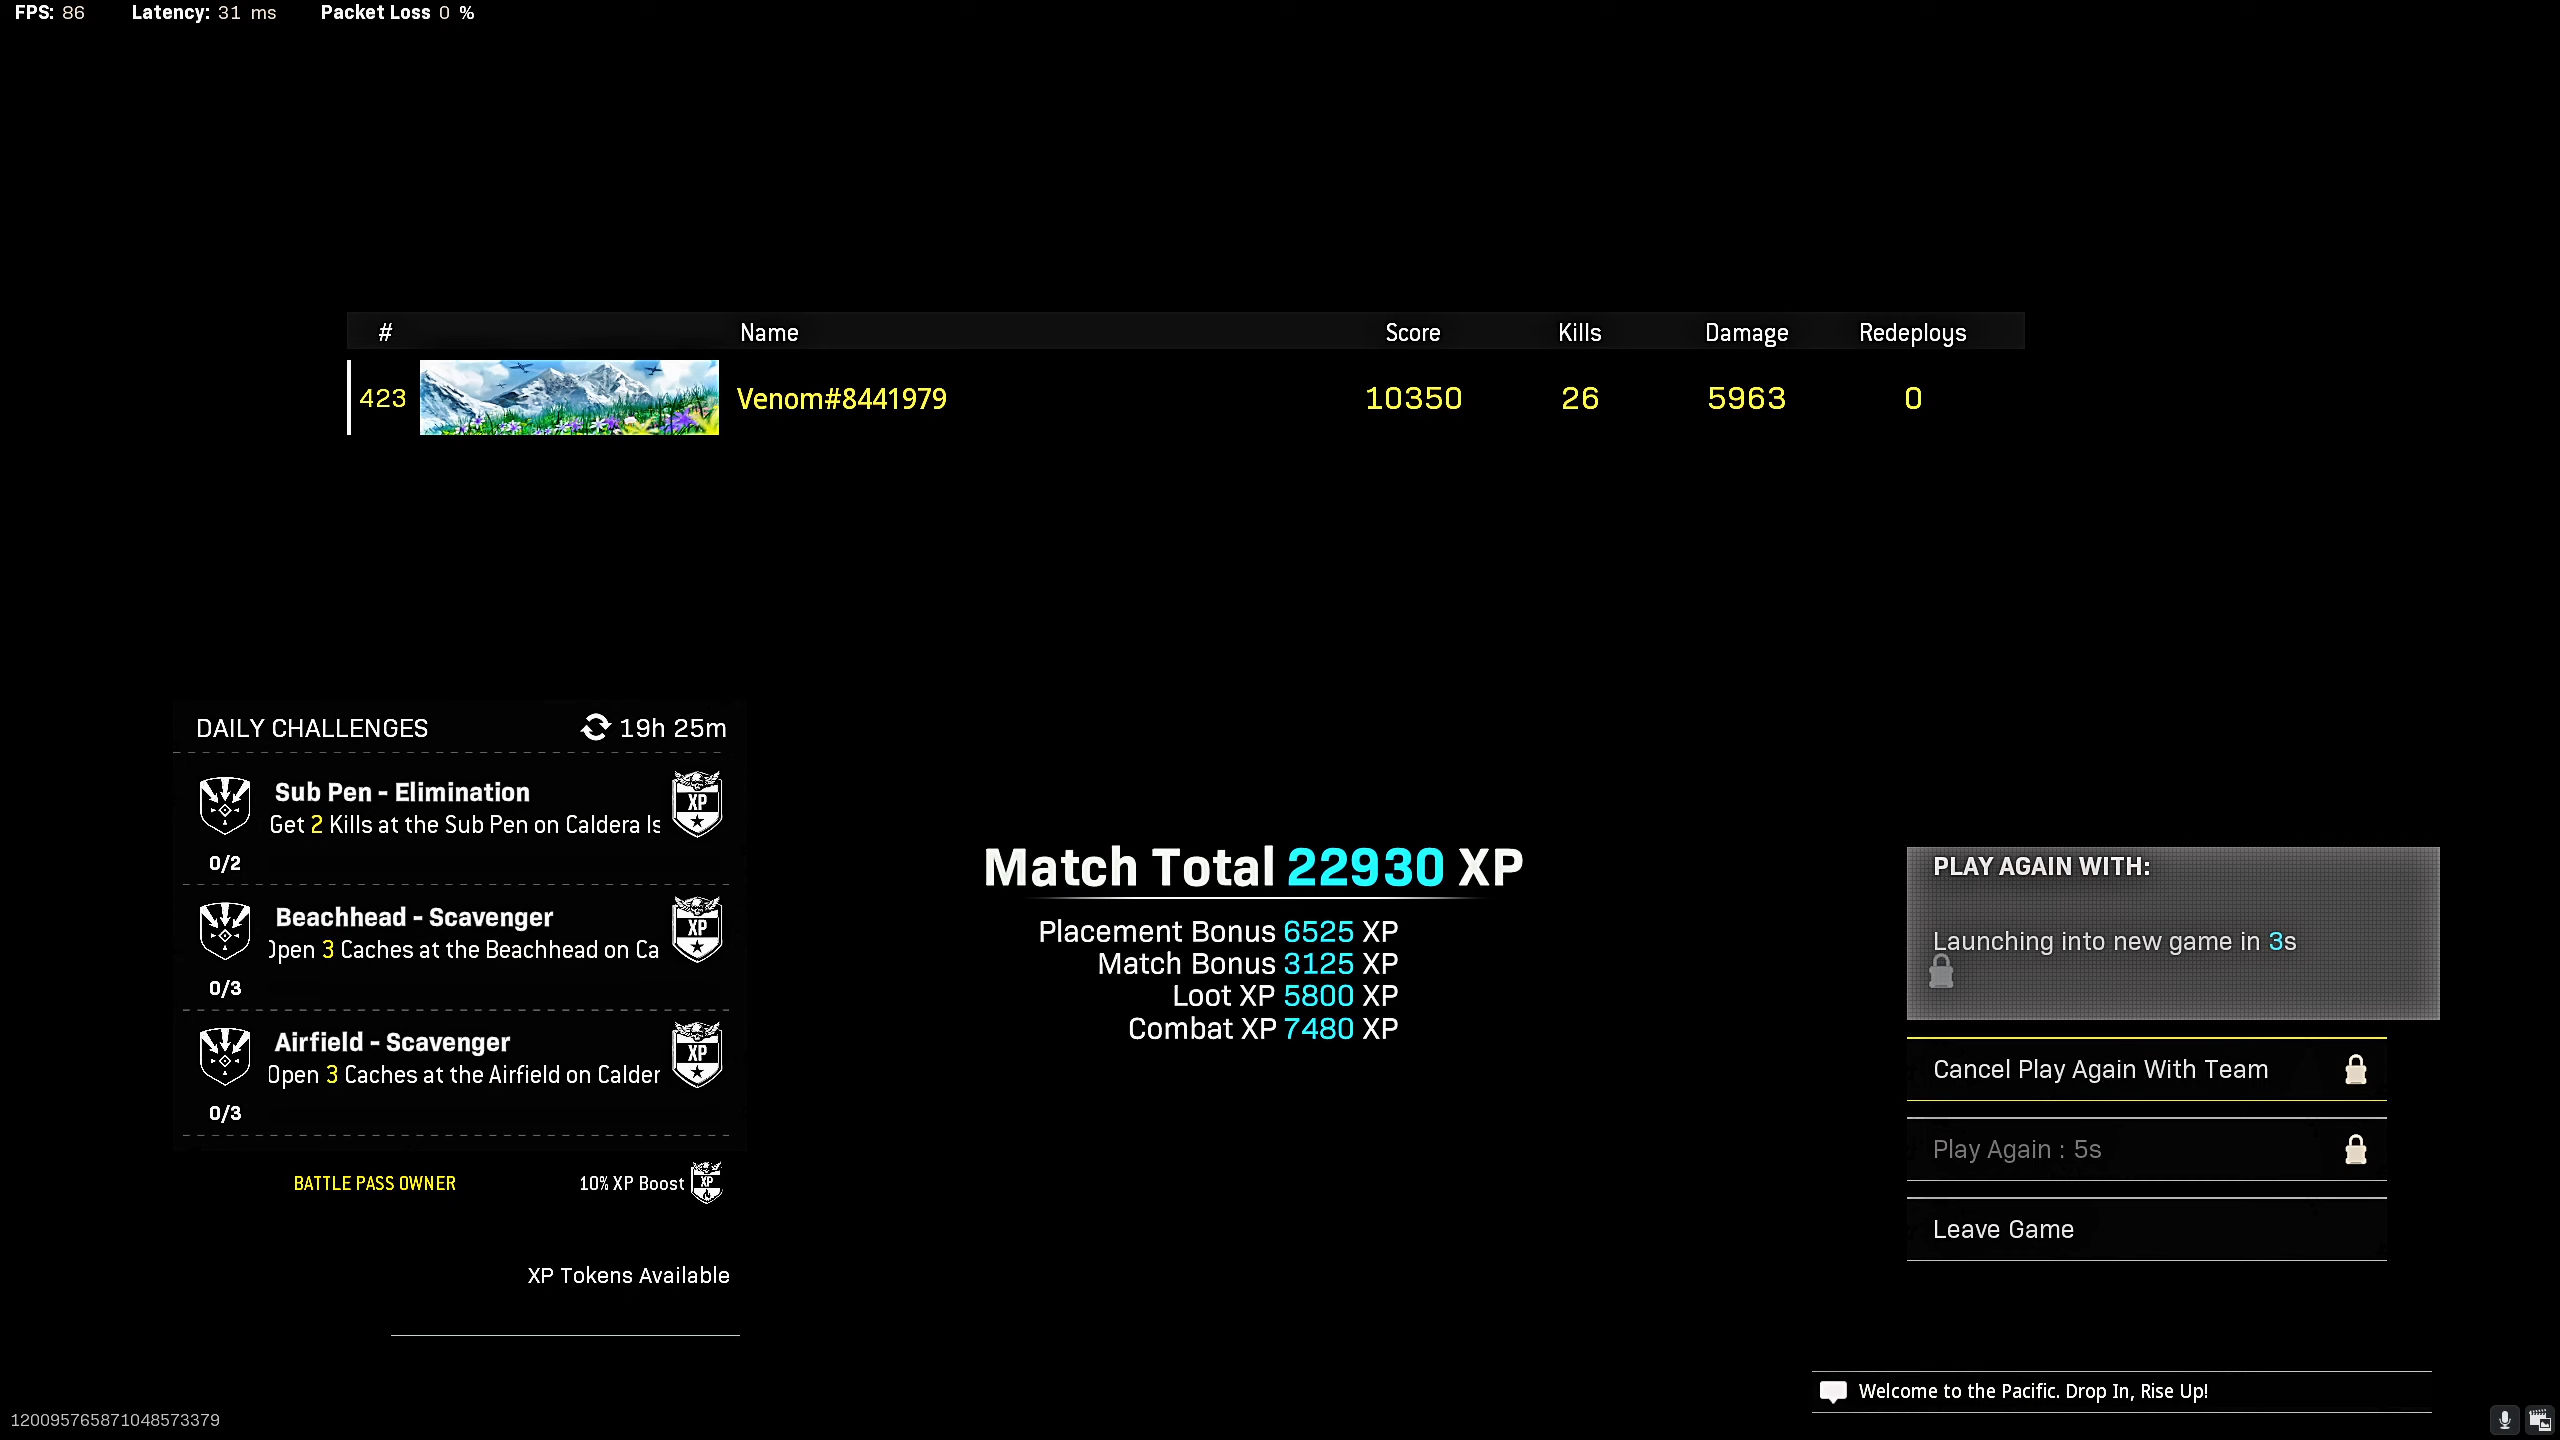 FPS: 86 Latency: 31 ms Packet Loss 0 %
# Name Score Kills Damage Redeploys
423 Venom#8441979 10350 26 5963 0
DAILY CHALLENGES 19h 25m
Sub Pen - Elimination
Get 2 Kills at the Sub Pen on Caldera Is
XP
0/2
Beachhead - Scavenger
Open 3 Caches at the Beachhead on Ca
XP
0/3
Airfield - Scavenger
Open 3 Caches at the Airfield on Calder
XP
0/3
BATTLE PASS OWNER 10% XP Boost XP
XP Tokens Available
Match Total 22930 XP
Placement Bonus 6525 XP
Match Bonus 3125 XP
Loot XP 5800 XP
Combat XP 7480 XP
PLAY AGAIN WITH:
Launching into new game in 3s
Cancel Play Again With Team
Play Again : 5s
Leave Game
Welcome to the Pacific. Drop In, Rise Up!
120095765871048573379